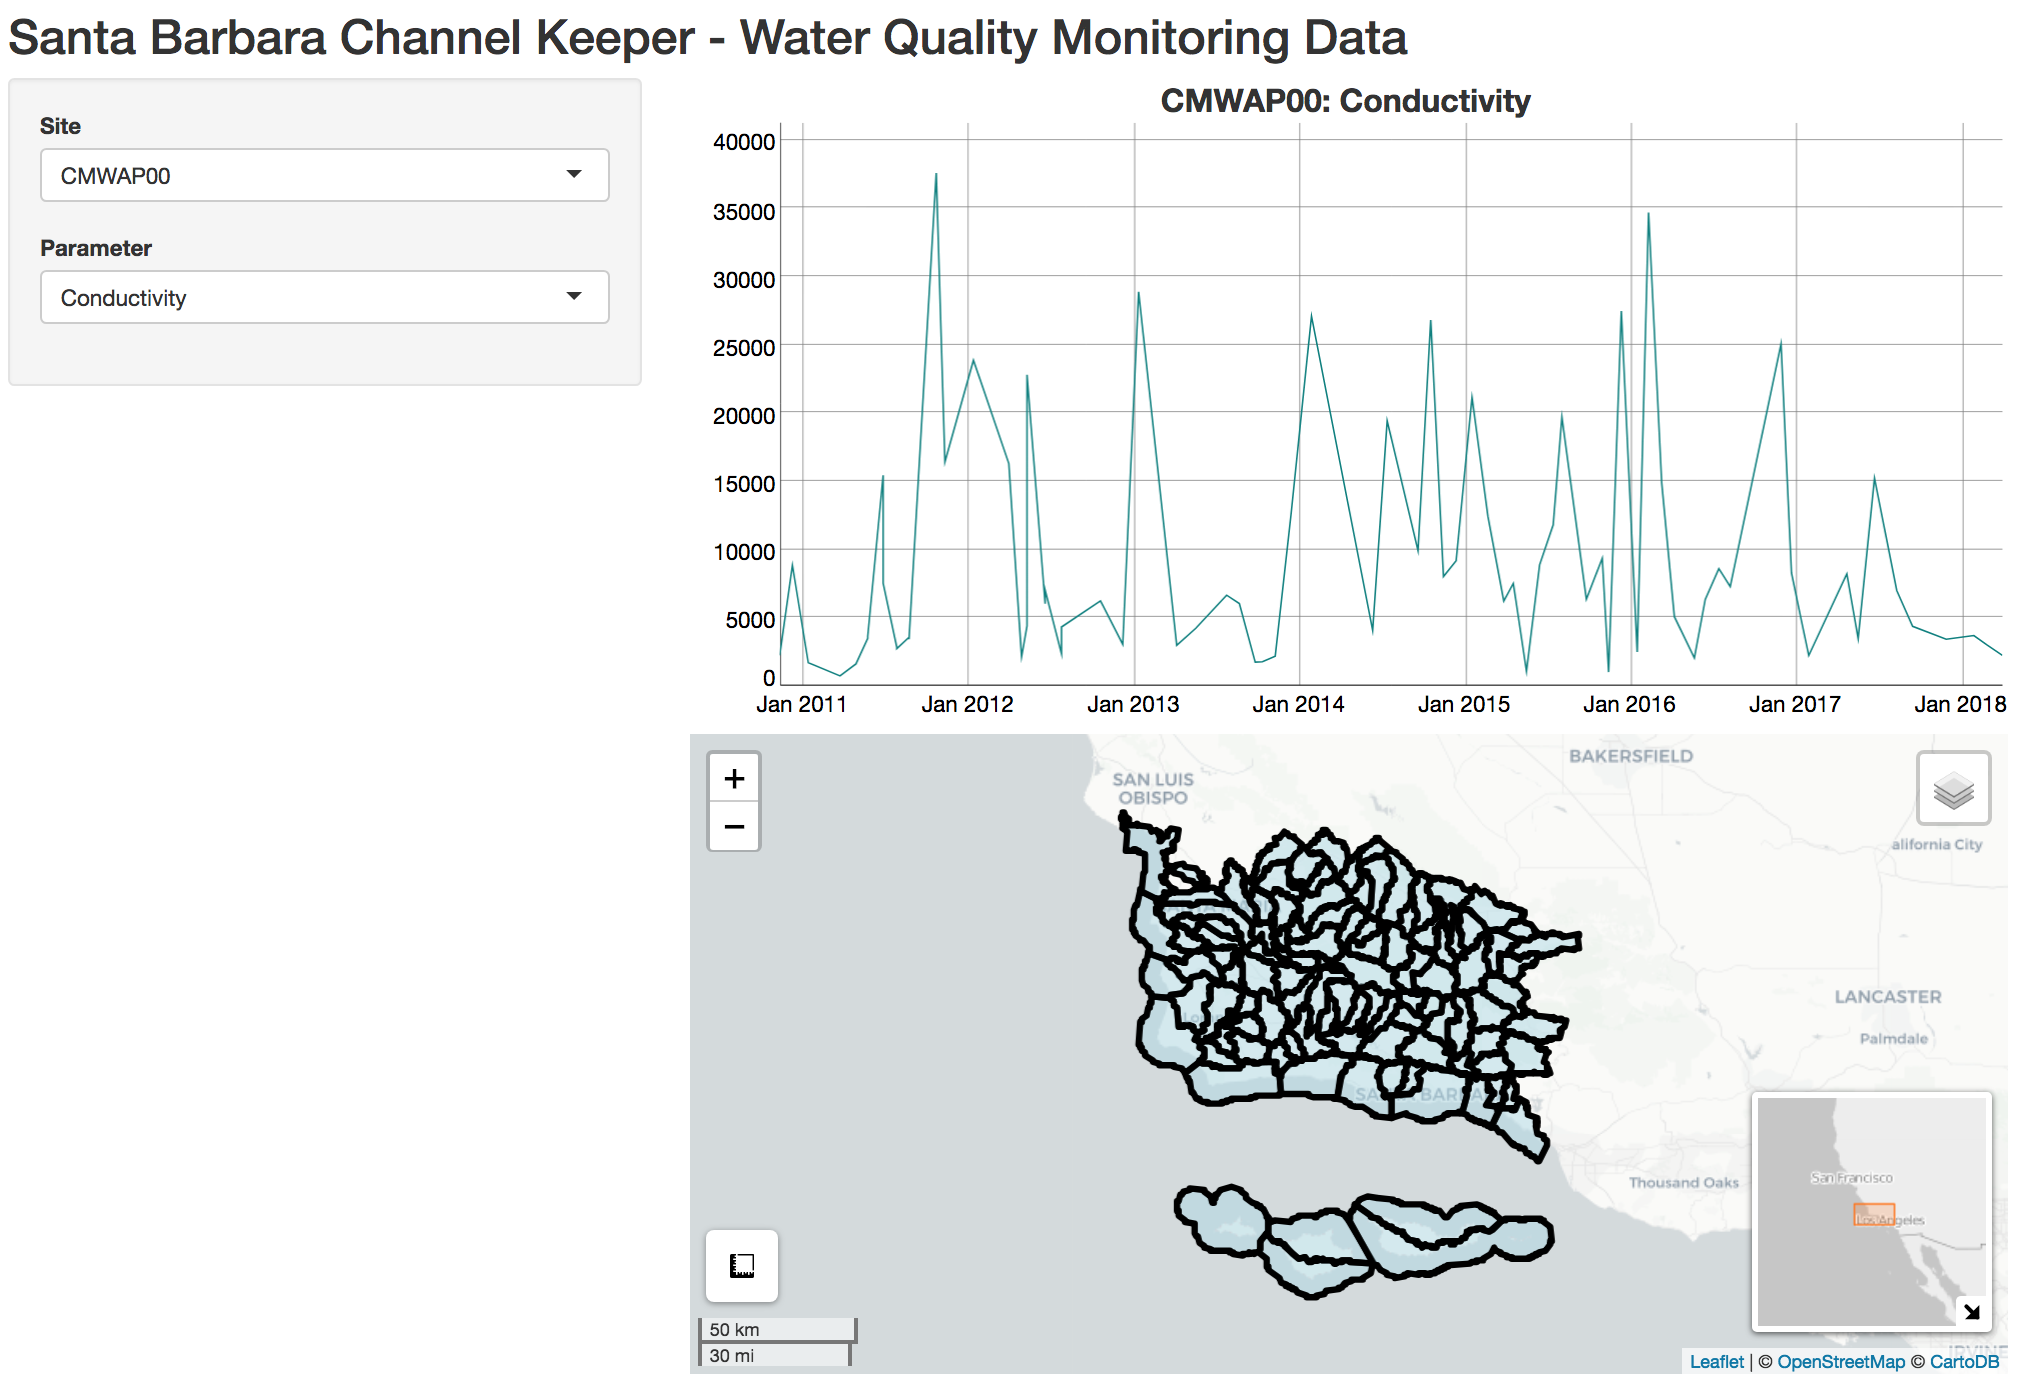 Santa Barbara Channel Keeper - Water Quality Monitoring Data
Site
CMWAP00
Parameter
Conductivity
CMWAP00: Conductivity
40000
35000
30000
25000
20000
15000
10000
5000
0
Jan 2011 Jan 2012 Jan 2013 Jan 2014 Jan 2015 Jan 2016 Jan 2017 Jan 2018
+
−
SAN LUIS
OBISPO
BAKERSFIELD
alifornia City
LANCASTER
Palmdale
Thousand Oaks
San Francisco
Los Angeles
50 km
30 mi
IRVINE
Leaflet | © OpenStreetMap © CartoDB